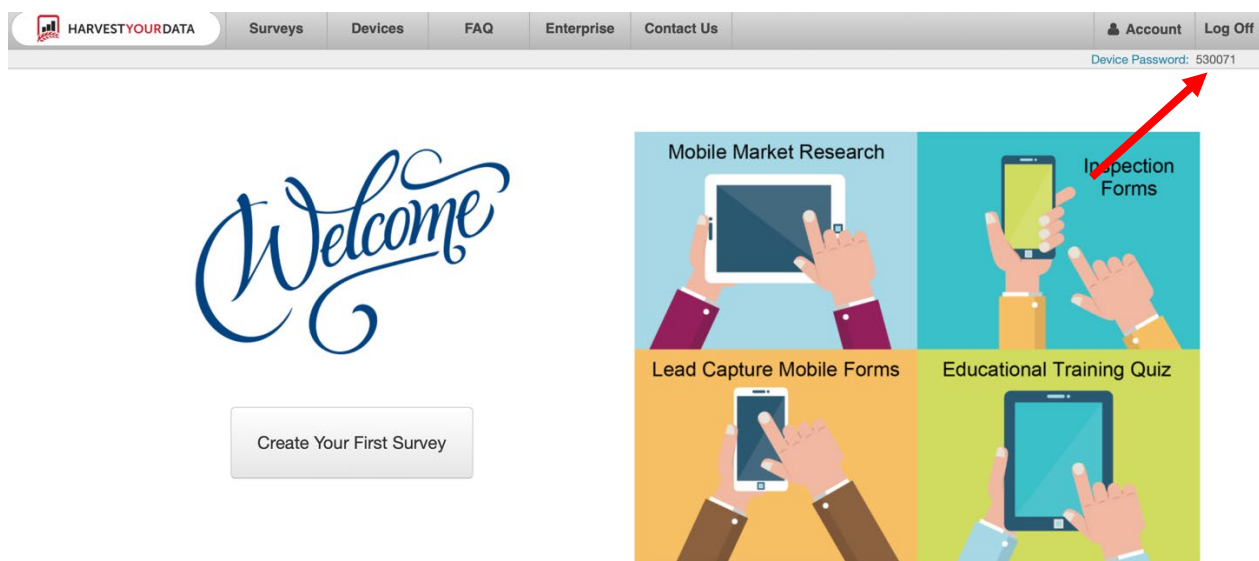 HARVESTYOURDATA Surveys Devices FAQ Enterprise Contact Us Account Log Off
Device Password: 530071
Welcome
Create Your First Survey
Mobile Market Research
Inspection
Forms
Lead Capture Mobile Forms
Educational Training Quiz